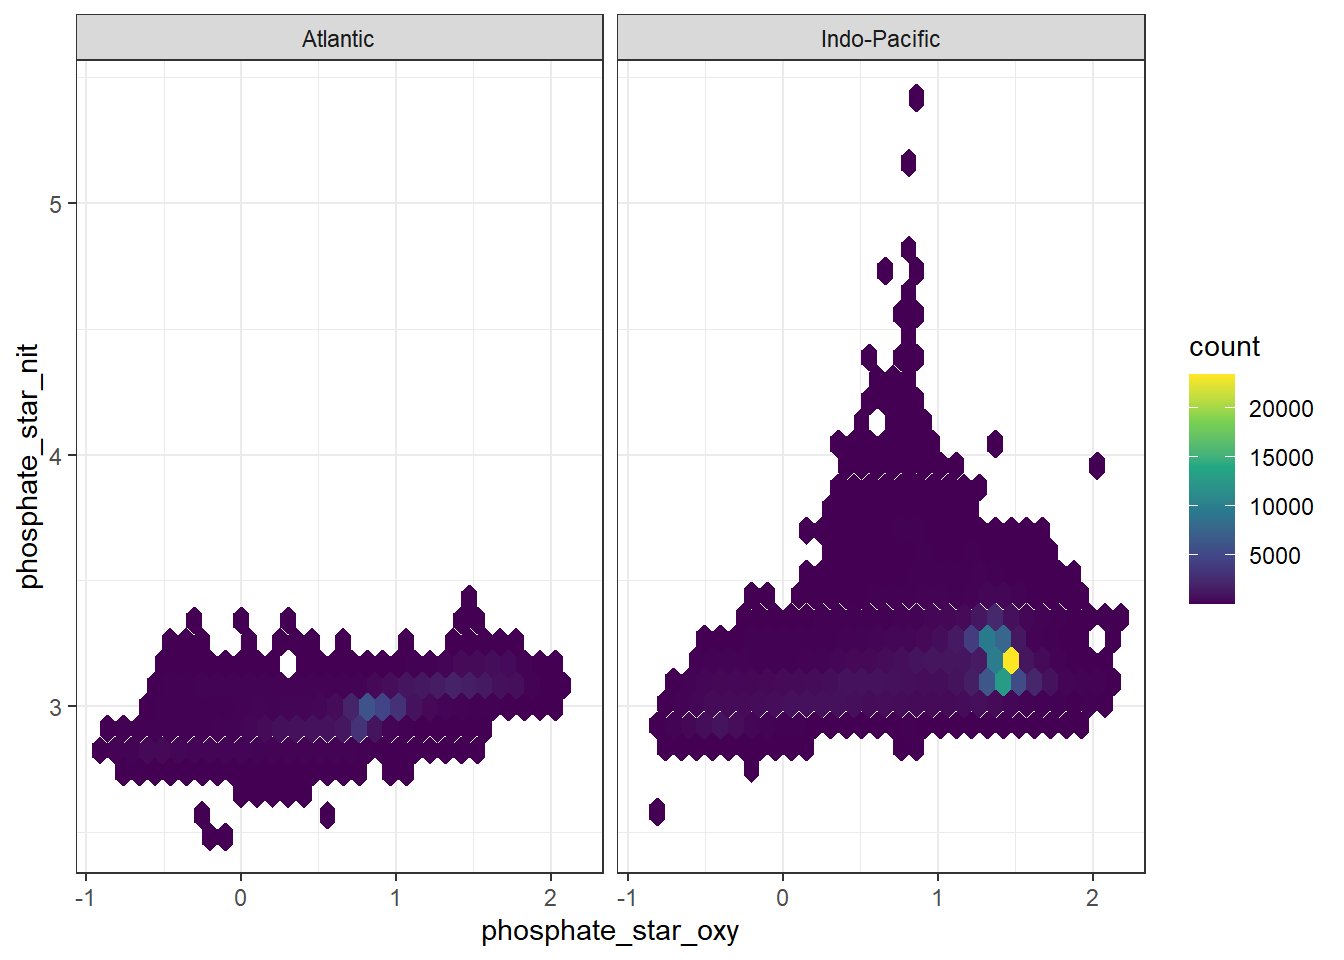 Atlantic
Indo-Pacific
phosphate_star_nit
5
4
3
-1 0 1 2
-1 0 1 2
phosphate_star_oxy
count
20000
15000
10000
5000